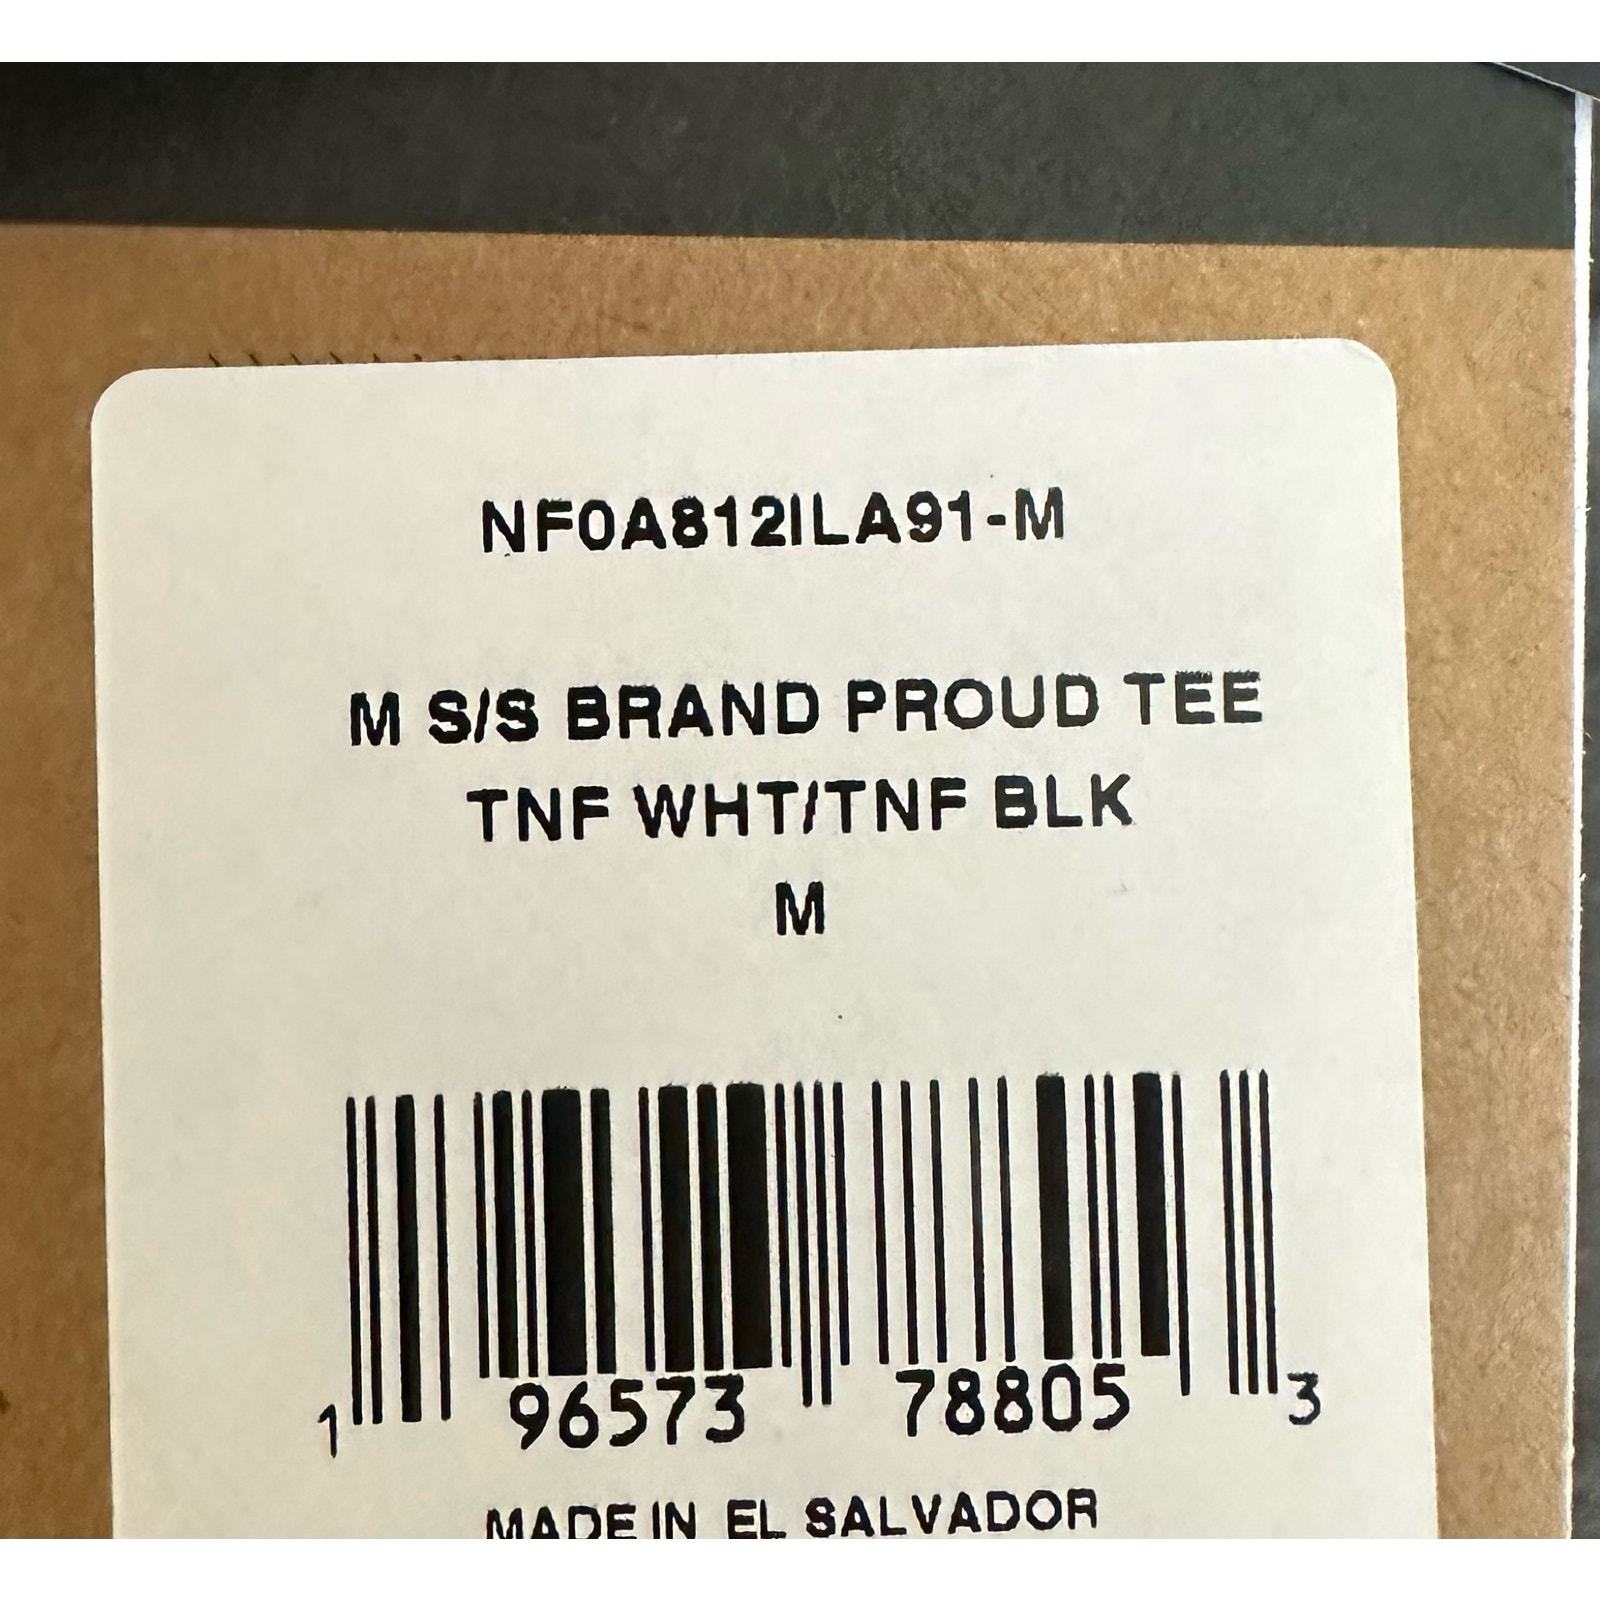 NF0A812ILA91-M
M S/S BRAND PROUD TEE
TNF WHT/TNF BLK
M
1 96573 78805 3
MADE IN EL SALVADOR